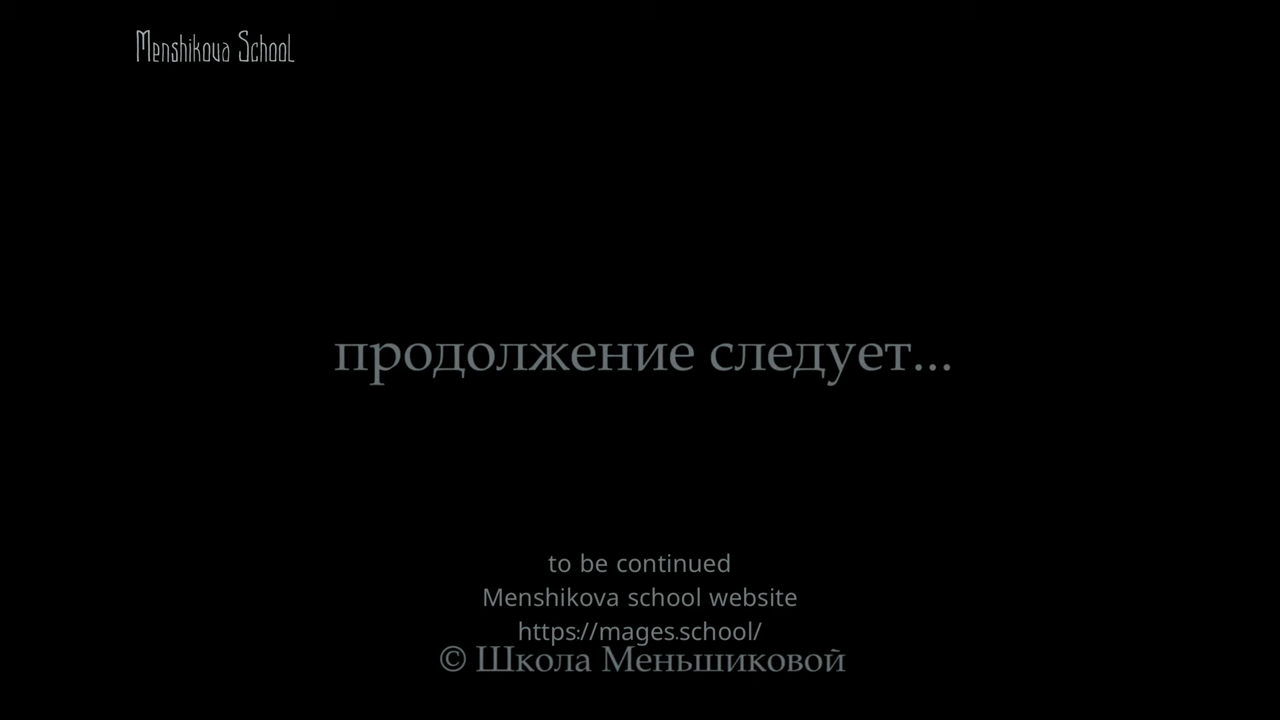 Menshikova School
продолжение следует...
to be continued
Menshikova school website
https://mages.school/
© Школа Меньшиковой